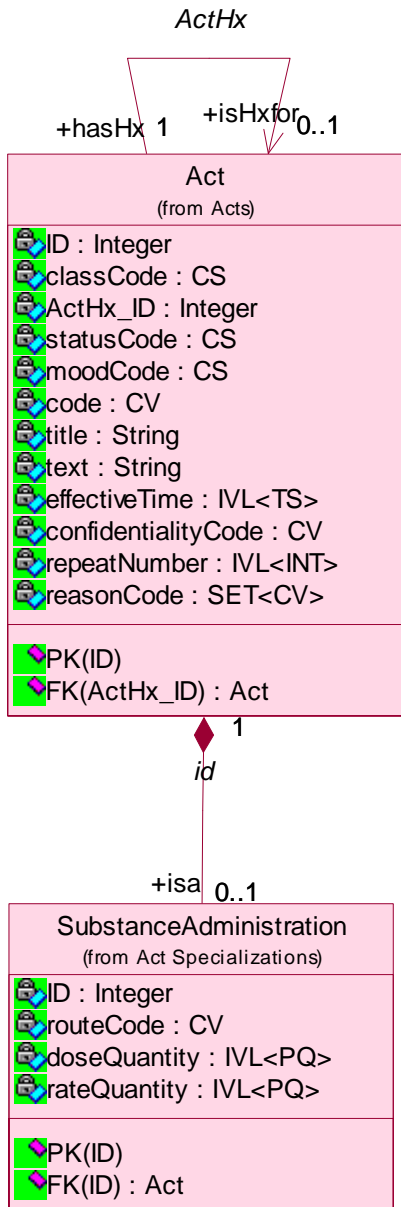 ActHx
+hasHx 1 +isHxfor 0..1
Act
(from Acts)
ID : Integer
classCode : CS
ActHx_ID : Integer
statusCode : CS
moodCode : CS
code : CV
title : String
text : String
effectiveTime : IVL<TS>
confidentialityCode : CV
repeatNumber : IVL<INT>
reasonCode : SET<CV>
PK(ID)
FK(ActHx_ID) : Act
1
id
+isa 0..1
SubstanceAdministration
(from Act Specializations)
ID : Integer
routeCode : CV
doseQuantity : IVL<PQ>
rateQuantity : IVL<PQ>
PK(ID)
FK(ID) : Act